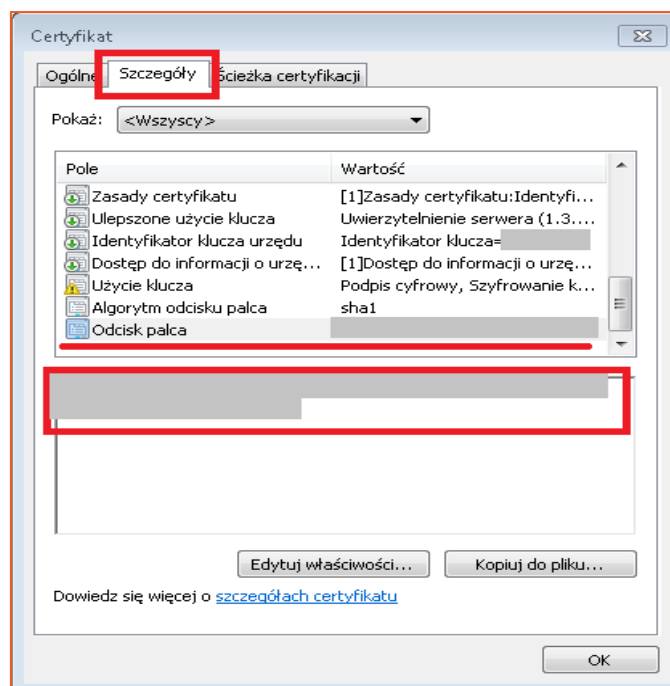 Certyfikat
Ogólne Szczegóły Ścieżka certyfikacji
Pokaż: <Wszyscy>
Pole Wartość
Zasady certyfikatu [1]Zasady certyfikatu:Identyfi...
Ulepszone użycie klucza Uwierzytelnienie serwera (1.3....
Identyfikator klucza urzędu Identyfikator klucza=
Dostęp do informacji o urzę... [1]Dostęp do informacji o urzę...
Użycie klucza Podpis cyfrowy, Szyfrowanie k...
Algorytm odcisku palca sha1
Odcisk palca
Edytuj właściwości... Kopiuj do pliku...
Dowiedz się więcej o szczegółach certyfikatu
OK